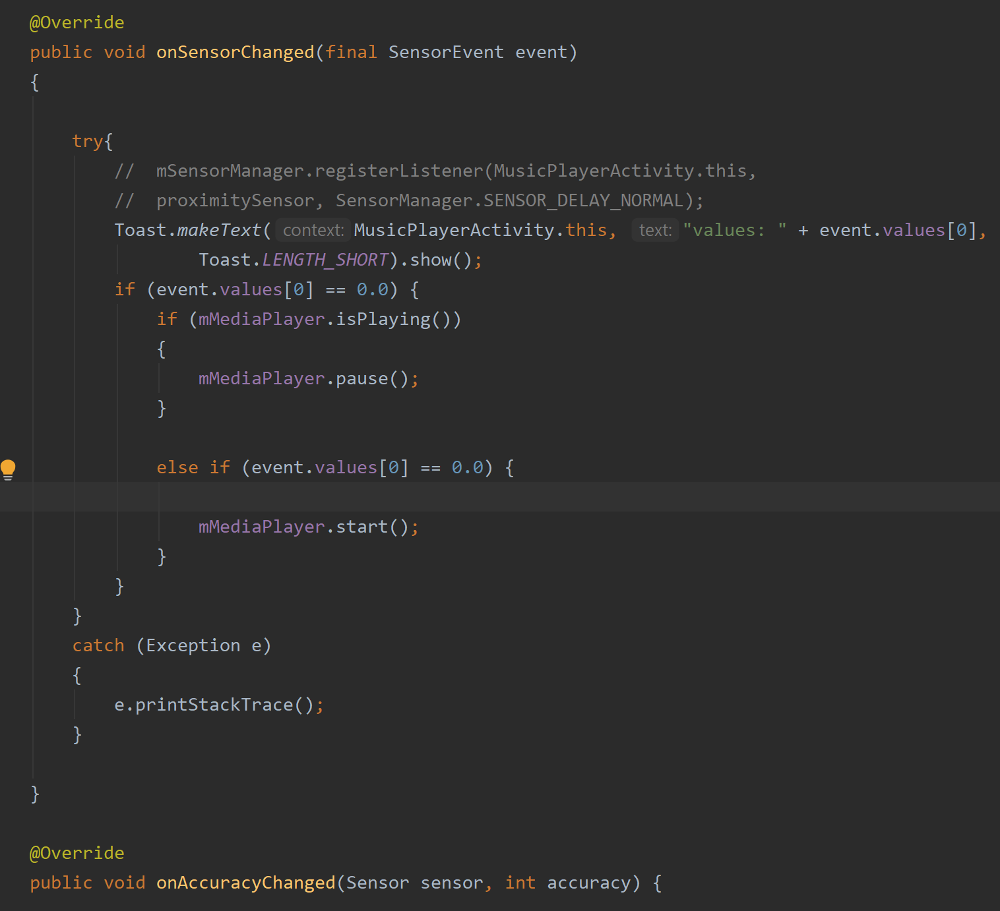 @Override
public void onSensorChanged(final SensorEvent event)
{
try{
//  mSensorManager.registerListener(MusicPlayerActivity.this,
//  proximitySensor, SensorManager.SENSOR_DELAY_NORMAL);
Toast.makeText( context: MusicPlayerActivity.this,  text: "values: " + event.values[0],
Toast.LENGTH_SHORT).show();
if (event.values[0] == 0.0) {
if (mMediaPlayer.isPlaying())
{
mMediaPlayer.pause();
}
else if (event.values[0] == 0.0) {
mMediaPlayer.start();
}
}
}
catch (Exception e)
{
e.printStackTrace();
}
}
@Override
public void onAccuracyChanged(Sensor sensor, int accuracy) {